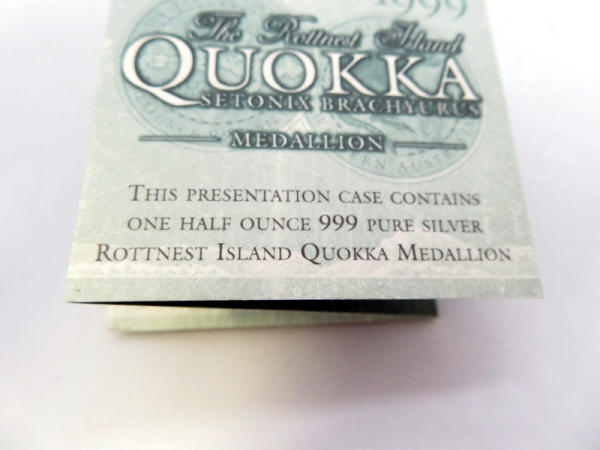 1999
The Rottnest Island
QUOKKA
SETONIX BRACHYURUS
MEDALLION
THIS PRESENTATION CASE CONTAINS
ONE HALF OUNCE 999 PURE SILVER
ROTTNEST ISLAND QUOKKA MEDALLION